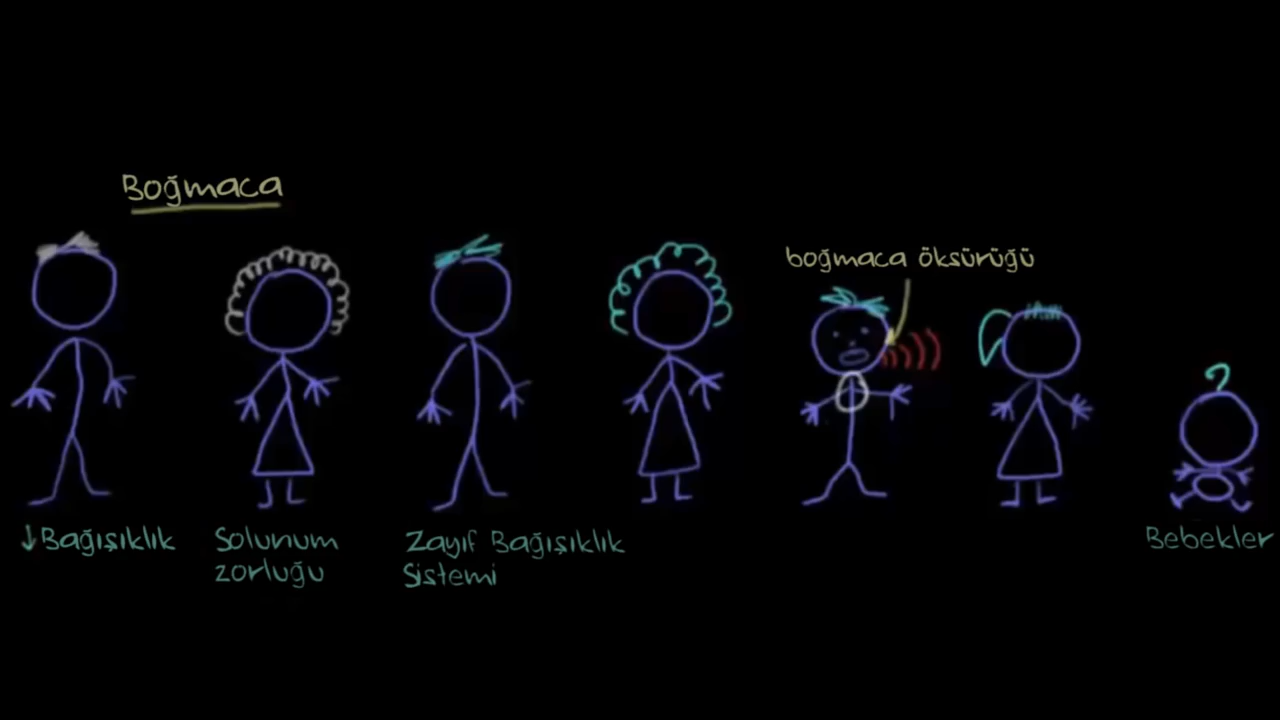 Boğmaca
boğmaca öksürüğü
↓Bağışıklık
Solunum
zorluğu
Zayıf Bağışıklık
Sistemi
Bebekler